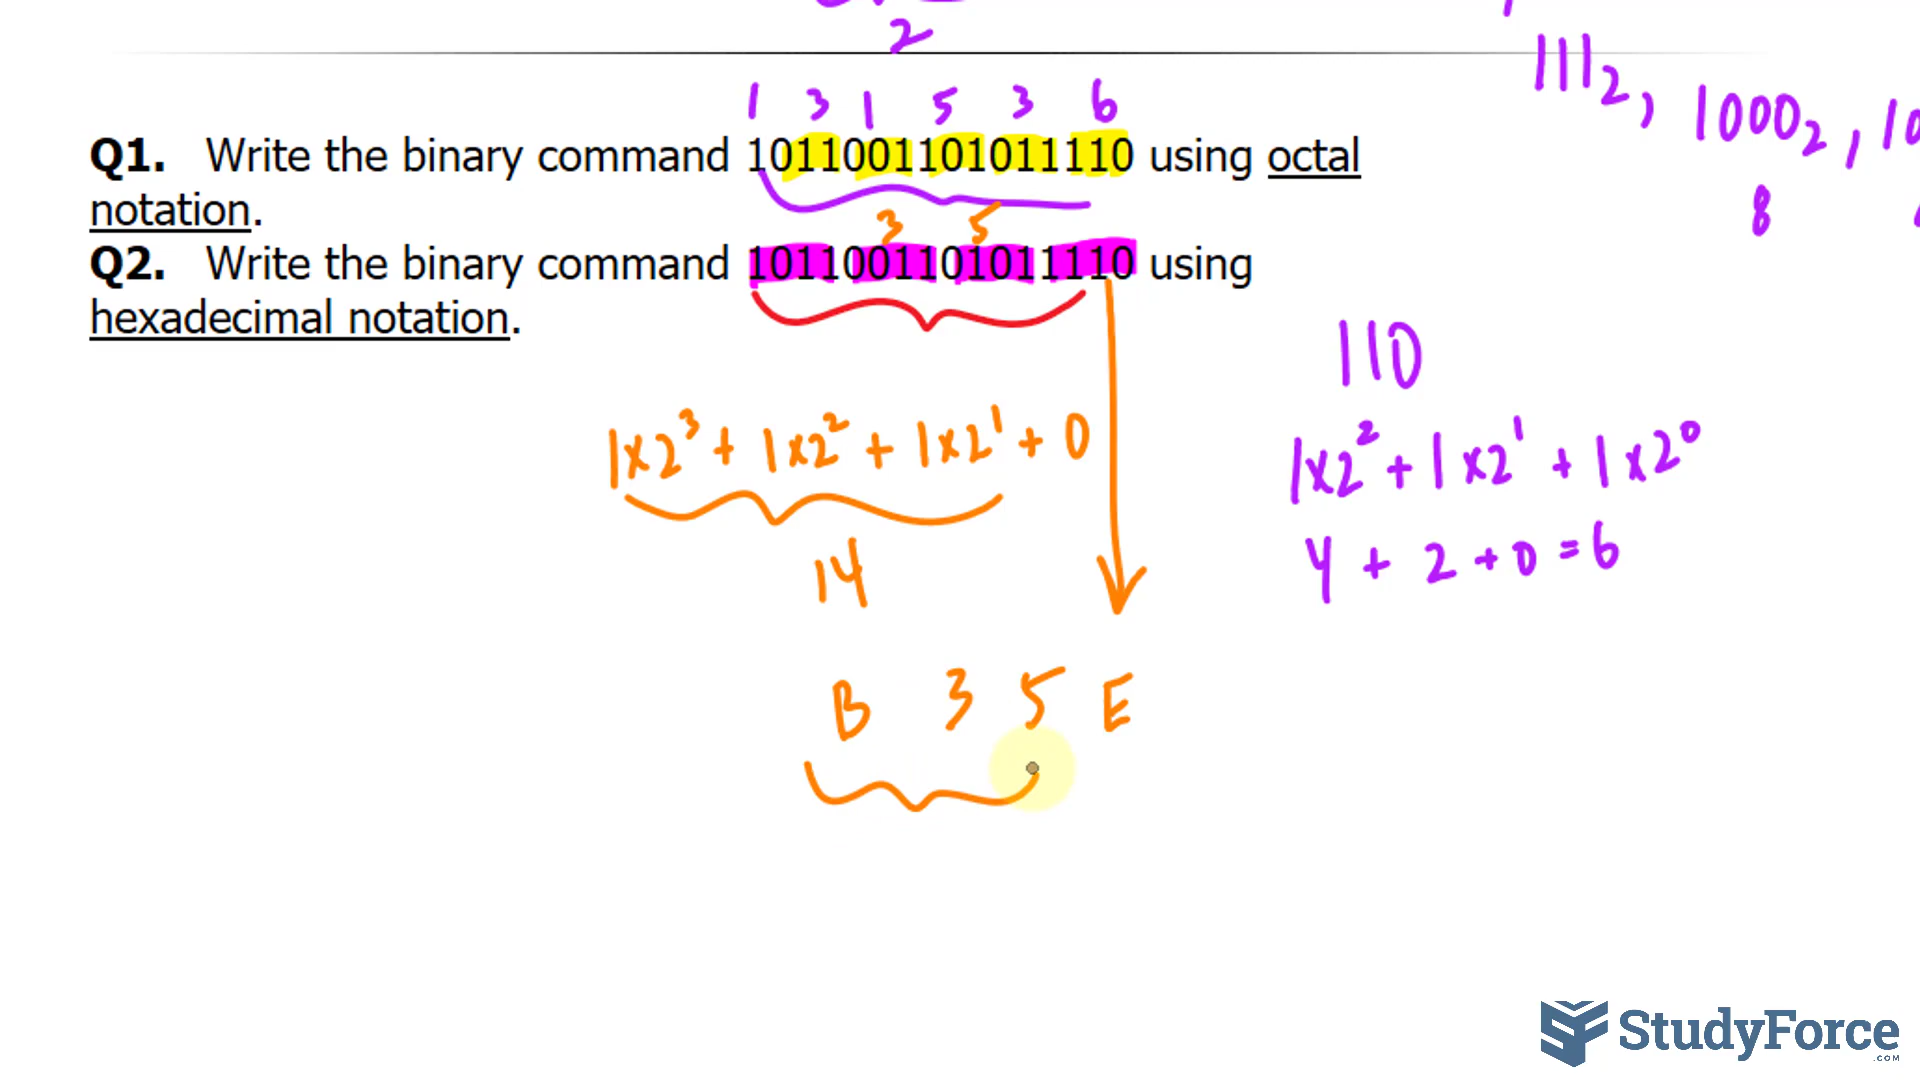 2
111₂, 1000₂, 10
8
1 3 1 5 3 6
Q1. Write the binary command 1011001101011110 using octal
notation.
3 5
Q2. Write the binary command 1011001101011110 using
hexadecimal notation.
110
1x2³ + 1x2² + 1x2¹ + 0
1x2² + 1x2¹ + 1x2⁰
14
4 + 2 + 0 = 6
B 3 5 E
StudyForce
.COM